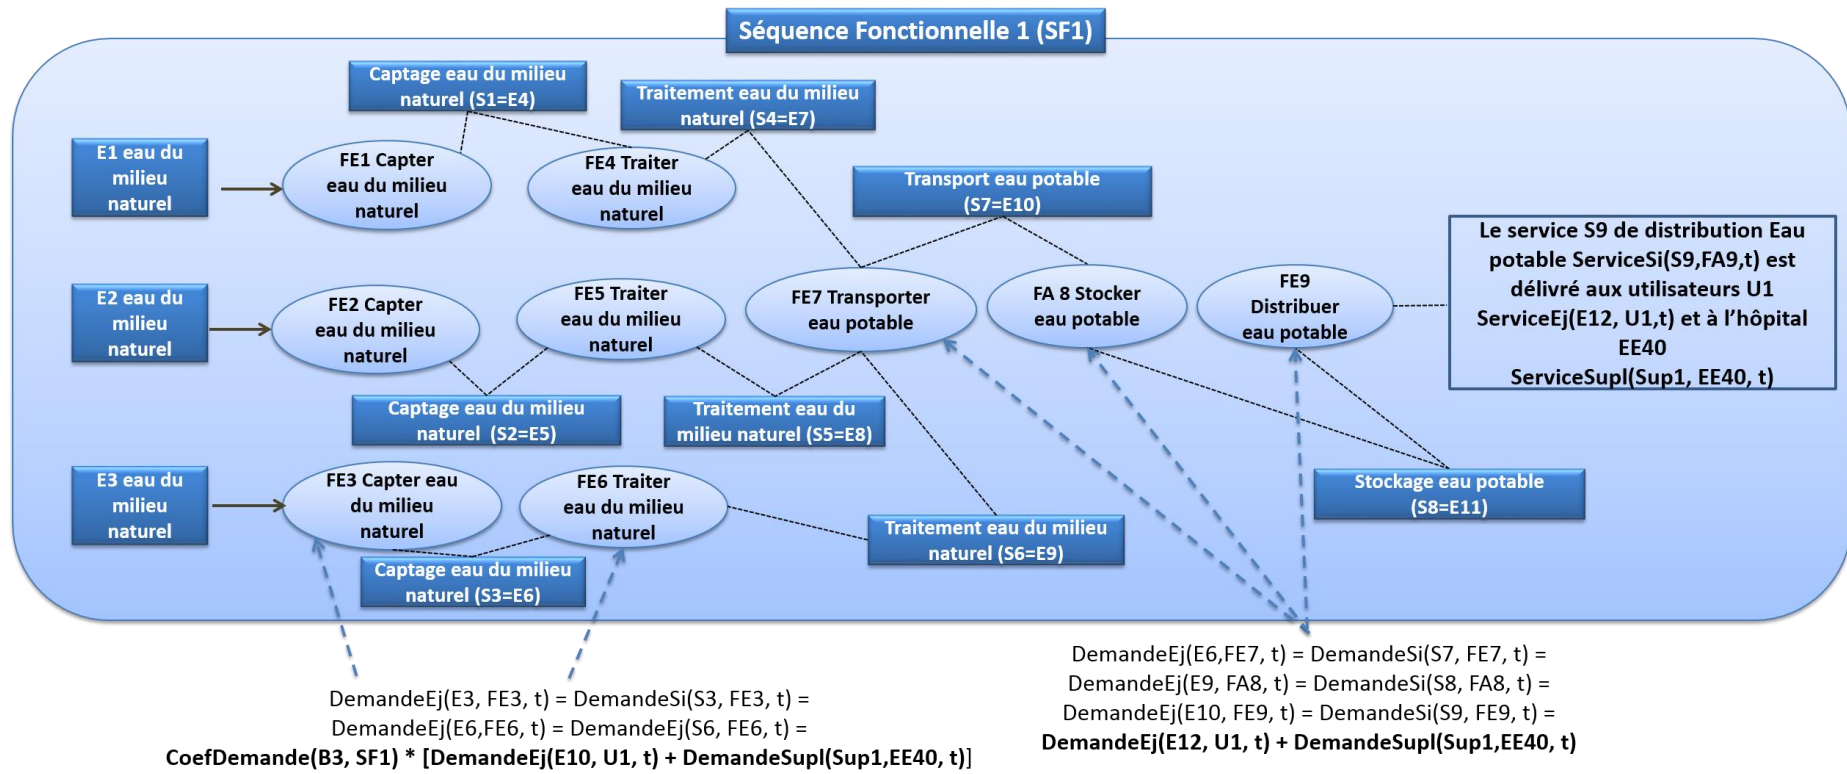 Séquence Fonctionnelle 1 (SF1)
Captage eau du milieu
naturel (S1=E4)
Traitement eau du milieu
naturel (S4=E7)
E1 eau du
milieu
naturel
FE1 Capter
eau du milieu
naturel
FE4 Traiter
eau du milieu
naturel
Transport eau potable
(S7=E10)
Le service S9 de distribution Eau
potable ServiceSi(S9,FA9,t) est
délivré aux utilisateurs U1
ServiceEj(E12, U1,t) et à l’hôpital
EE40
ServiceSupl(Sup1, EE40, t)
E2 eau du
milieu
naturel
FE2 Capter
eau du milieu
naturel
FE5 Traiter
eau du milieu
naturel
FE7 Transporter
eau potable
FA 8 Stocker
eau potable
FE9
Distribuer
eau potable
Captage eau du milieu
naturel (S2=E5)
Traitement eau du
milieu naturel (S5=E8)
E3 eau du
milieu
naturel
FE3 Capter eau
du milieu
naturel
FE6 Traiter
eau du milieu
naturel
Stockage eau potable
(S8=E11)
Traitement eau du milieu
naturel (S6=E9)
Captage eau du milieu
naturel (S3=E6)
DemandeEj(E3, FE3, t) = DemandeSi(S3, FE3, t) =
DemandeEj(E6,FE6, t) = DemandeEj(S6, FE6, t) =
CoefDemande(B3, SF1) * [DemandeEj(E10, U1, t) + DemandeSupl(Sup1,EE40, t)]
DemandeEj(E6,FE7, t) = DemandeSi(S7, FE7, t) =
DemandeEj(E9, FA8, t) = DemandeSi(S8, FA8, t) =
DemandeEj(E10, FE9, t) = DemandeSi(S9, FE9, t) =
DemandeEj(E12, U1, t) + DemandeSupl(Sup1,EE40, t)